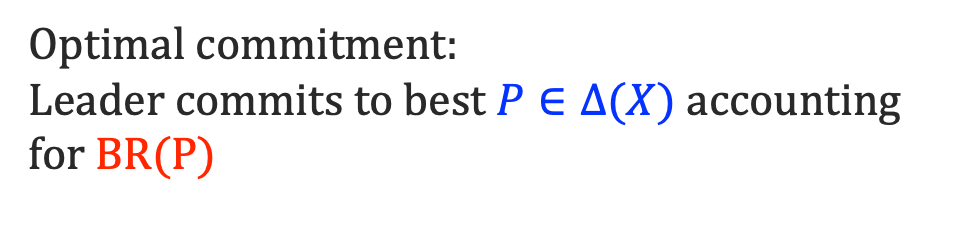 Optimal commitment:
Leader commits to best P ∈ Δ(X) accounting
for BR(P)